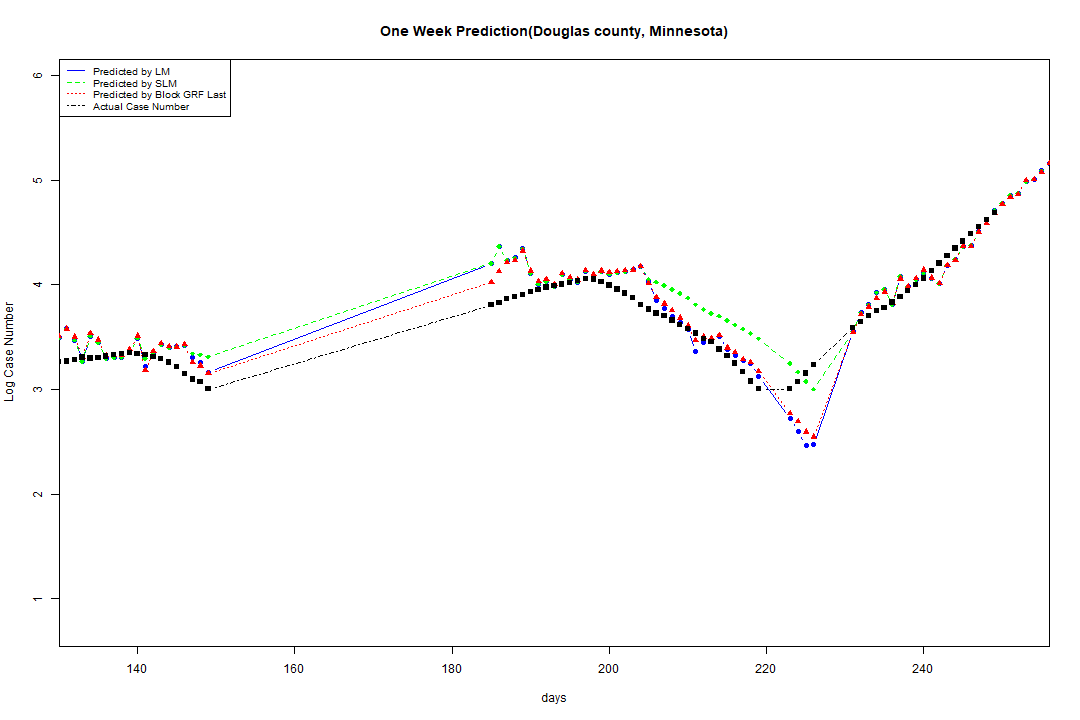 One Week Prediction(Douglas county, Minnesota)
Predicted by LM
Predicted by SLM
Predicted by Block GRF Last
Actual Case Number
6
5
4
3
2
1
Log Case Number
140 160 180 200 220 240
days